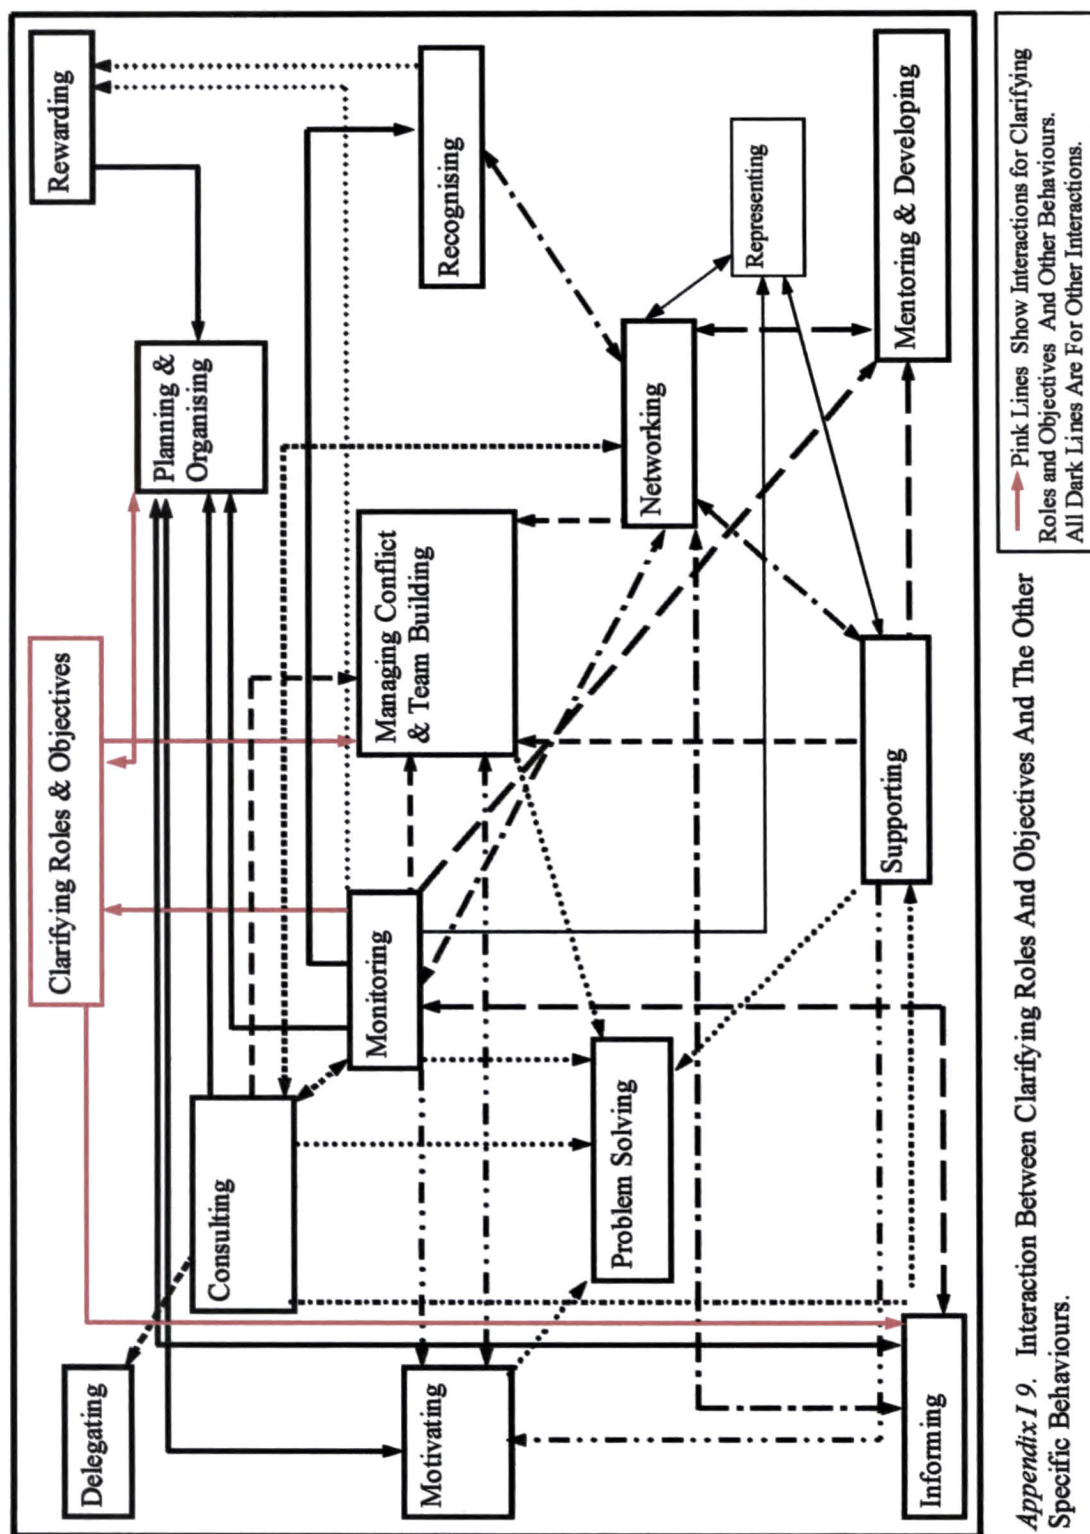 Delegating
Consulting
Clarifying Roles & Objectives
Planning &
Organising
Rewarding
Motivating
Monitoring
Managing Conflict
& Team Building
Recognising
Problem Solving
Networking
Representing
Informing
Supporting
Mentoring & Developing
Appendix I 9. Interaction Between Clarifying Roles And Objectives And The Other
Specific Behaviours.
Pink Lines Show Interactions for Clarifying
Roles and Objectives And Other Behaviours.
All Dark Lines Are For Other Interactions.